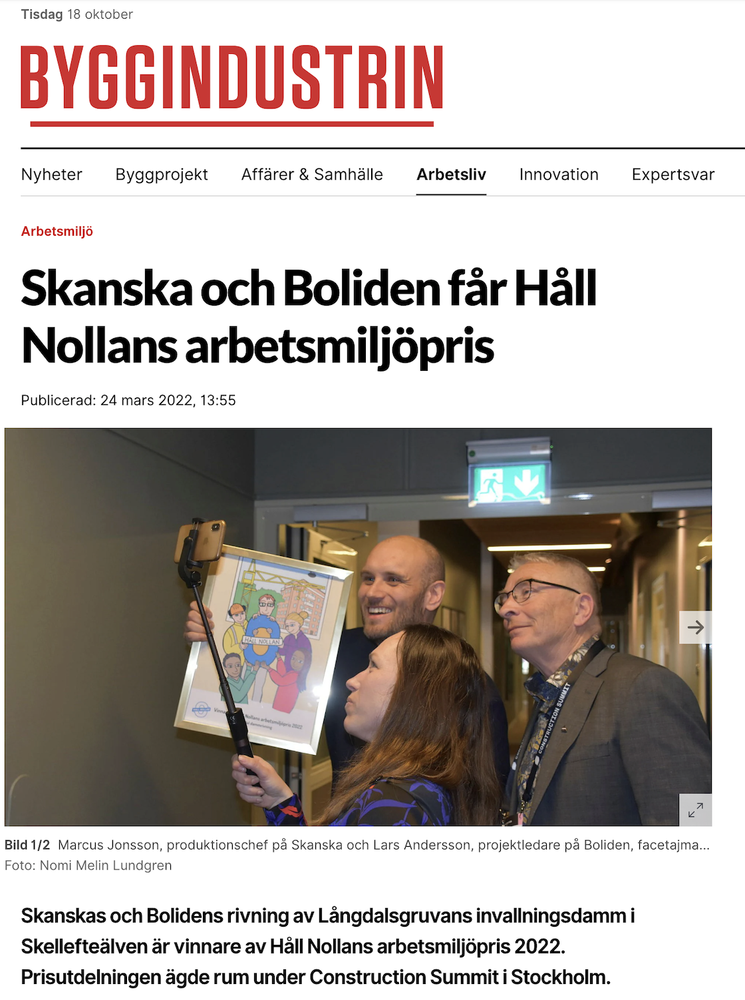 Tisdag 18 oktober
BYGGINDUSTRIN
Nyheter Byggprojekt Affärer & Samhälle Arbetsliv Innovation Expertsvar
Arbetsmiljö
Skanska och Boliden får Håll
Nollans arbetsmiljöpris
Publicerad: 24 mars 2022, 13:55
HÅLL NOLLAN
Nollans arbetsmiljöpris 2022
CONSTRUCTION SUMMIT
Bild 1/2 Marcus Jonsson, produktionschef på Skanska och Lars Andersson, projektledare på Boliden, facetajma...
Foto: Nomi Melin Lundgren
Skanskas och Bolidens rivning av Långdalsgruvans invallningsdamm i
Skellefteälven är vinnare av Håll Nollans arbetsmiljöpris 2022.
Prisutdelningen ägde rum under Construction Summit i Stockholm.